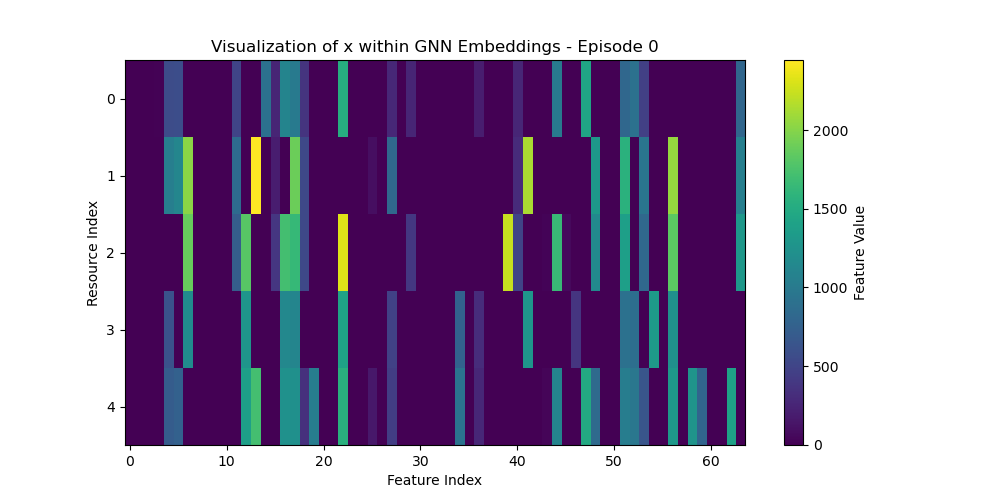 Visualization of x within GNN Embeddings - Episode 0
0
1
2
3
4
Resource Index
0 10 20 30 40 50 60
Feature Index
2000
1500
1000
500
0
Feature Value